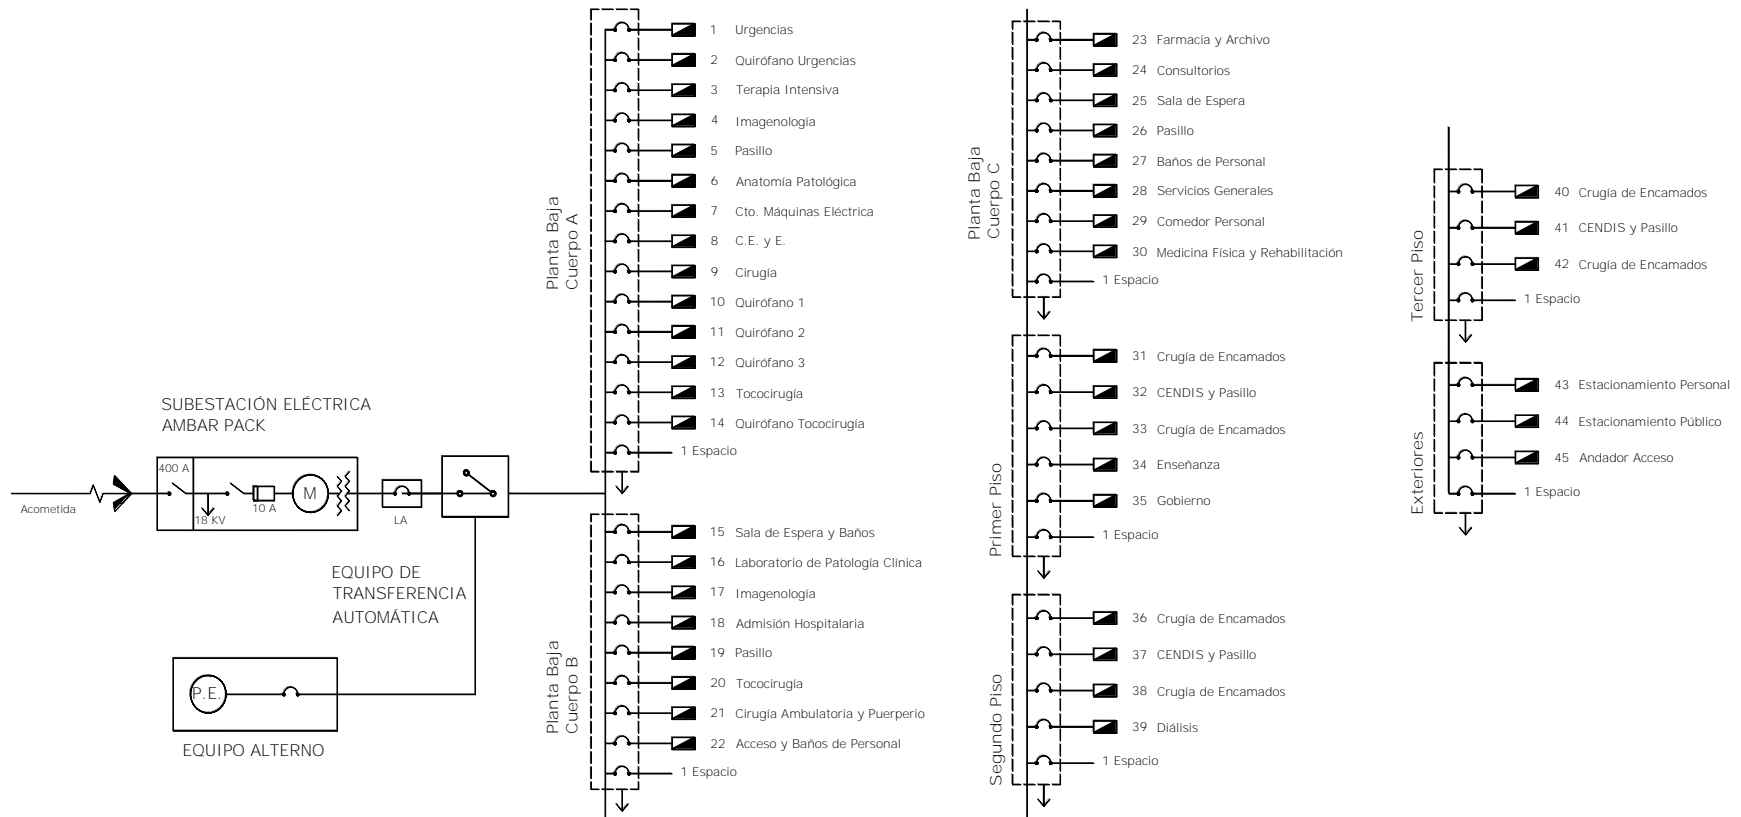 SUBESTACIÓN ELÉCTRICA
AMBAR PACK
400 A
18 KV
10 A
M
Acometida
LA
EQUIPO DE
TRANSFERENCIA
AUTOMÁTICA
P.E.
EQUIPO ALTERNO
Planta Baja
Cuerpo A
1 Urgencias
2 Quirófano Urgencias
3 Terapia Intensiva
4 Imagenología
5 Pasillo
6 Anatomía Patológica
7 Cto. Máquinas Eléctrica
8 C.E. y E.
9 Cirugía
10 Quirófano 1
11 Quirófano 2
12 Quirófano 3
13 Tococirugía
14 Quirófano Tococirugía
1 Espacio
Planta Baja
Cuerpo B
15 Sala de Espera y Baños
16 Laboratorio de Patología Clínica
17 Imagenología
18 Admisión Hospitalaria
19 Pasillo
20 Tococirugía
21 Cirugía Ambulatoria y Puerperio
22 Acceso y Baños de Personal
1 Espacio
Planta Baja
Cuerpo C
23 Farmacia y Archivo
24 Consultorios
25 Sala de Espera
26 Pasillo
27 Baños de Personal
28 Servicios Generales
29 Comedor Personal
30 Medicina Física y Rehabilitación
1 Espacio
Primer Piso
31 Crugía de Encamados
32 CENDIS y Pasillo
33 Crugía de Encamados
34 Enseñanza
35 Gobierno
1 Espacio
Segundo Piso
36 Crugía de Encamados
37 CENDIS y Pasillo
38 Crugía de Encamados
39 Diálisis
1 Espacio
Tercer Piso
40 Crugía de Encamados
41 CENDIS y Pasillo
42 Crugía de Encamados
1 Espacio
Exteriores
43 Estacionamiento Personal
44 Estacionamiento Público
45 Andador Acceso
1 Espacio